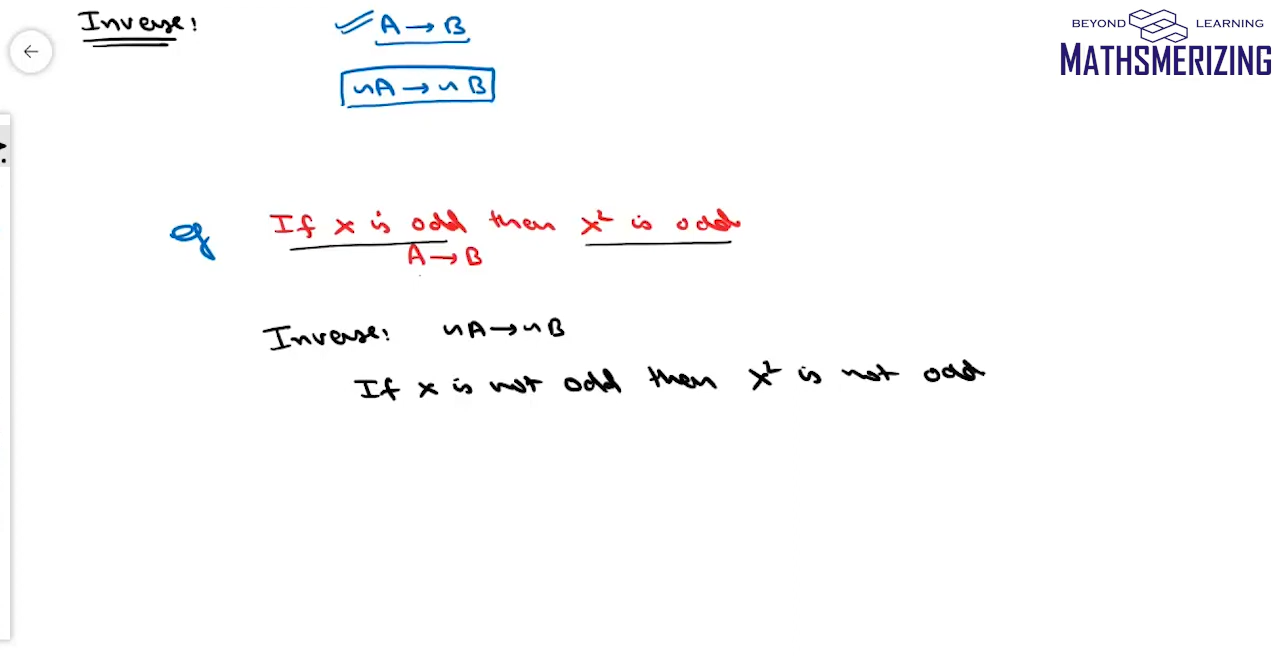 Inverse:
A → B
BEYOND LEARNING
MATHSMERIZING
~A → ~B
eg If x is odd then x² is odd
A → B
Inverse: ~A → ~B
If x is not odd then x² is not odd